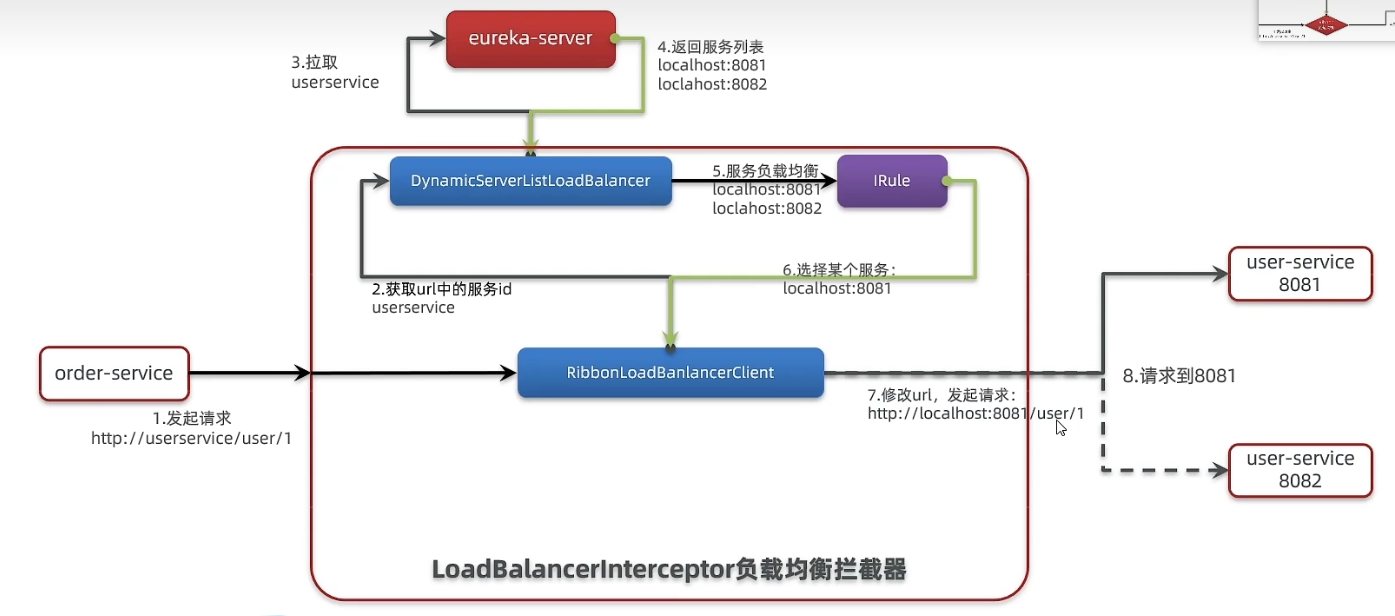 eureka-server
3.拉取
userservice
4.返回服务列表
localhost:8081
loclahost:8082
DynamicServerListLoadBalancer
5.服务负载均衡
localhost:8081
loclahost:8082
IRule
6.选择某个服务：
localhost:8081
2.获取url中的服务id
userservice
order-service
1.发起请求
http://userservice/user/1
RibbonLoadBanlancerClient
7.修改url，发起请求：
http://localhost:8081/user/1
user-service
8081
8.请求到8081
user-service
8082
LoadBalancerInterceptor负载均衡拦截器